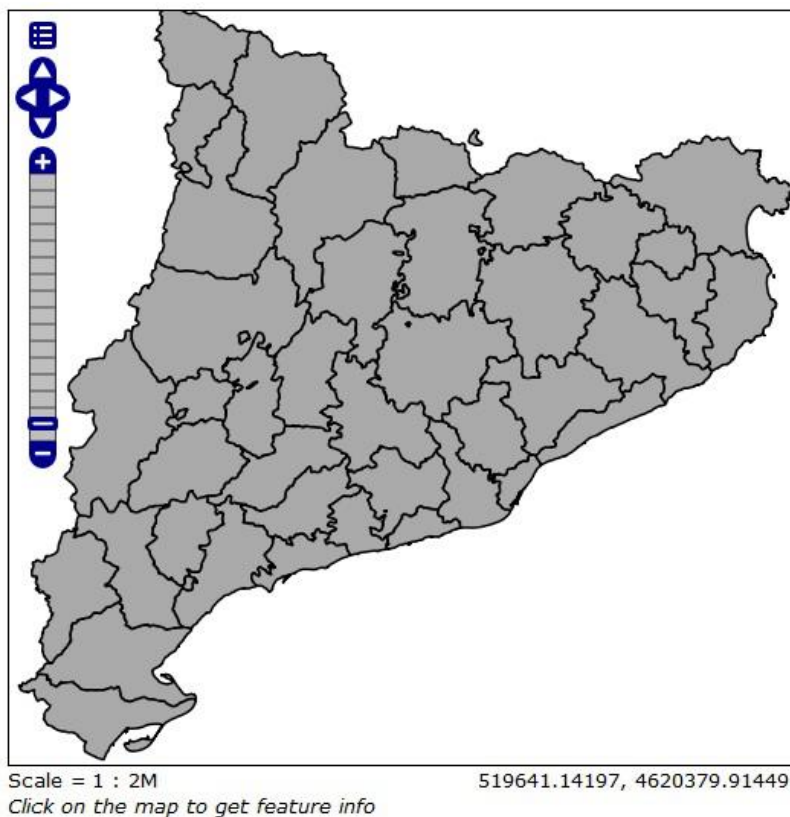 Scale = 1 : 2M
519641.14197, 4620379.91449
Click on the map to get feature info